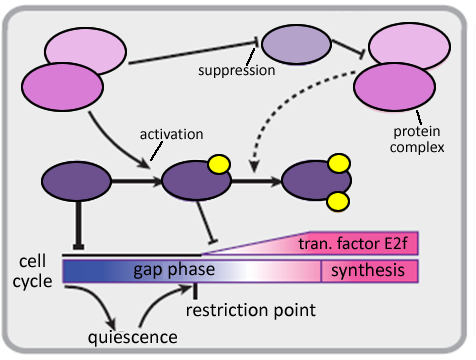 suppression
activation
protein
complex
tran. factor E2f
cell
cycle
gap phase
synthesis
restriction point
quiescence